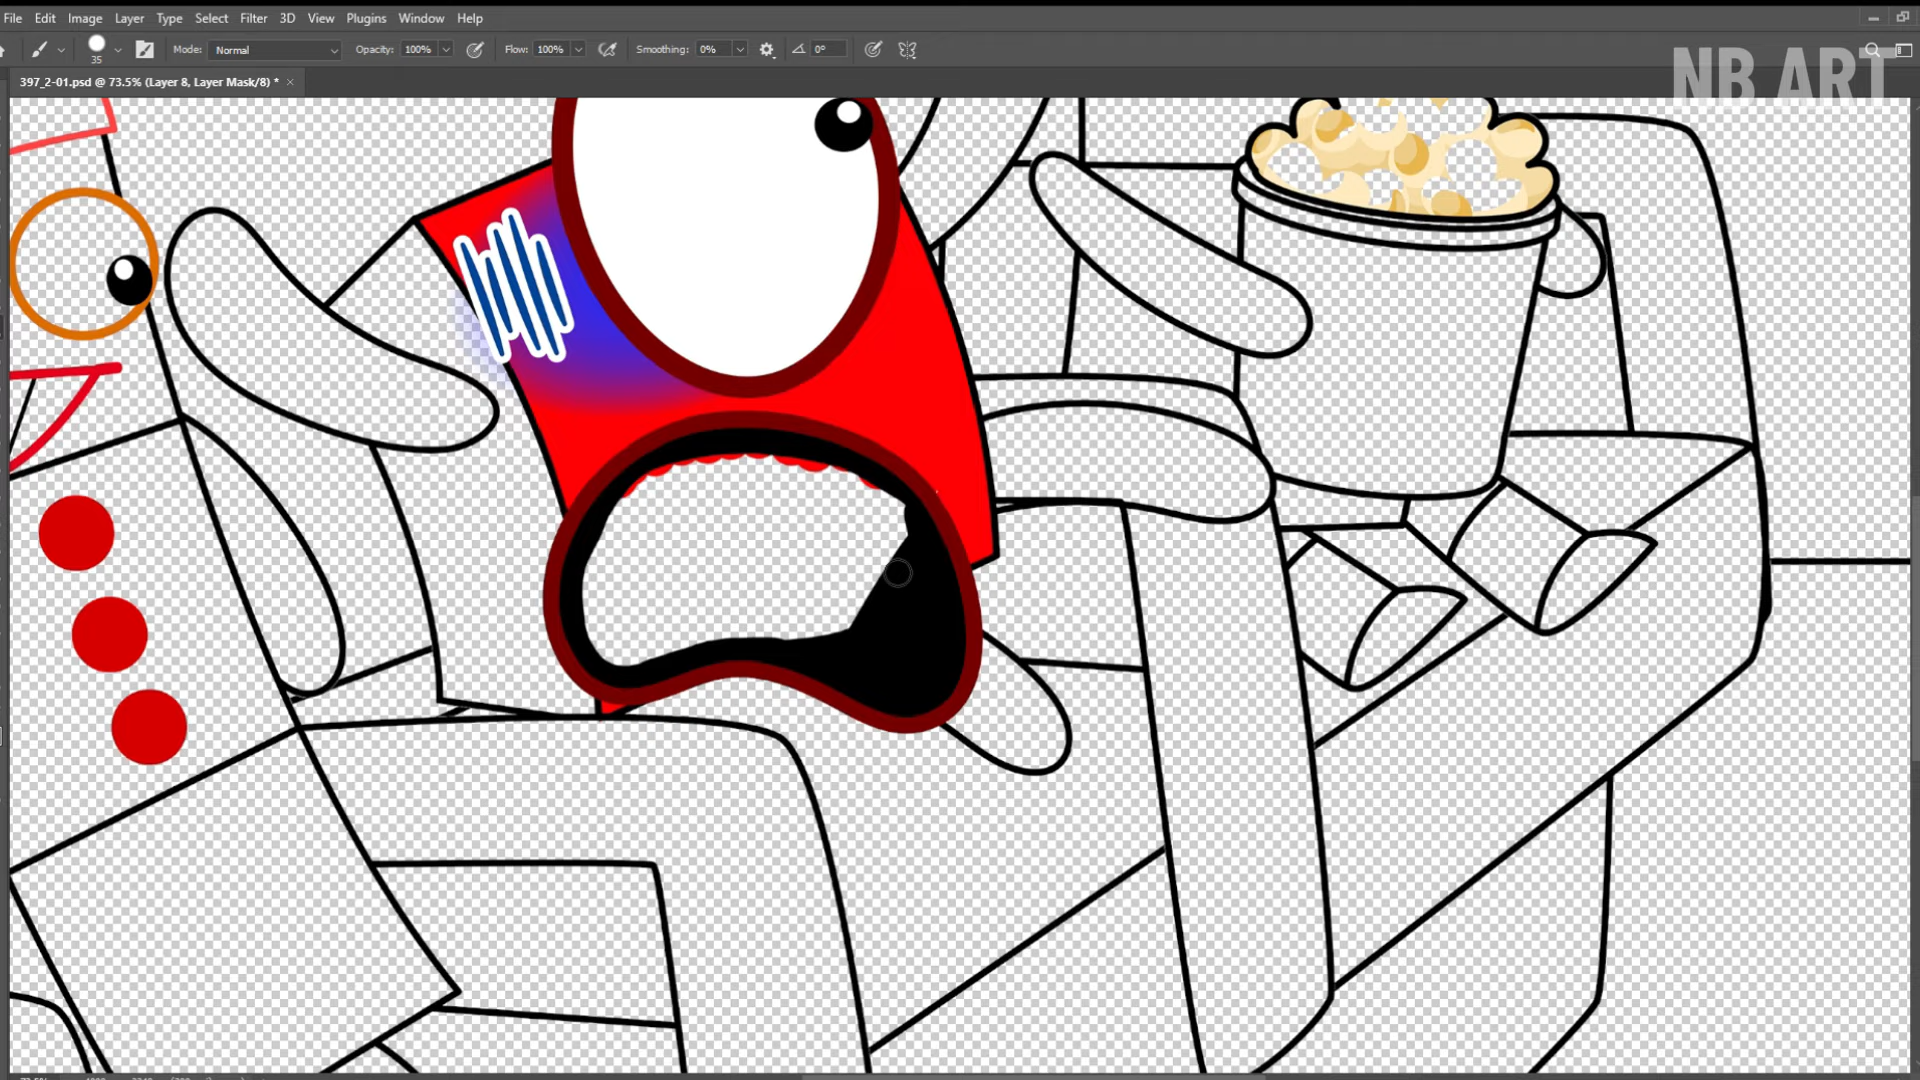 File Edit Image Layer Type Select Filter 3D View Plugins Window Help
35 Mode: Normal Opacity: 100% Flow: 100% Smoothing: 0% 0°
NB ART
397_2-01.psd @ 73.5% (Layer 8, Layer Mask/8) * ×